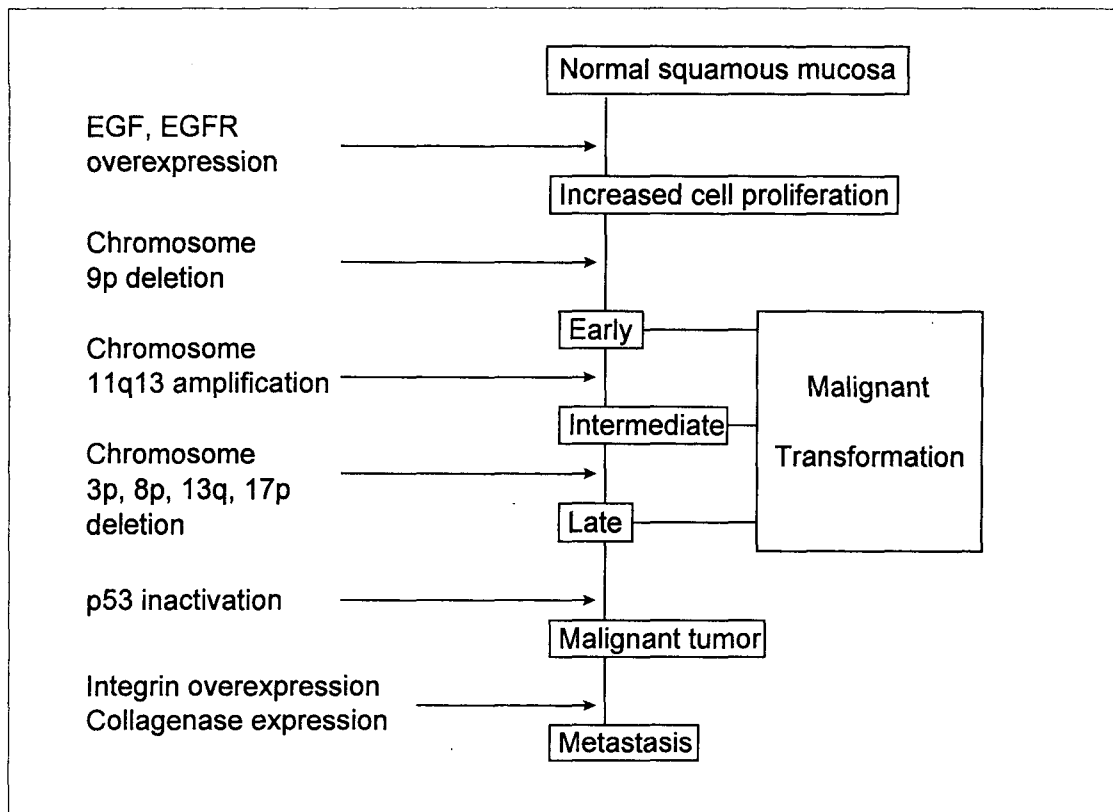 Normal squamous mucosa
EGF, EGFR
overexpression
Increased cell proliferation
Chromosome
9p deletion
Early
Chromosome
11q13 amplification
Malignant
Transformation
Intermediate
Chromosome
3p, 8p, 13q, 17p
deletion
Late
p53 inactivation
Malignant tumor
Integrin overexpression
Collagenase expression
Metastasis